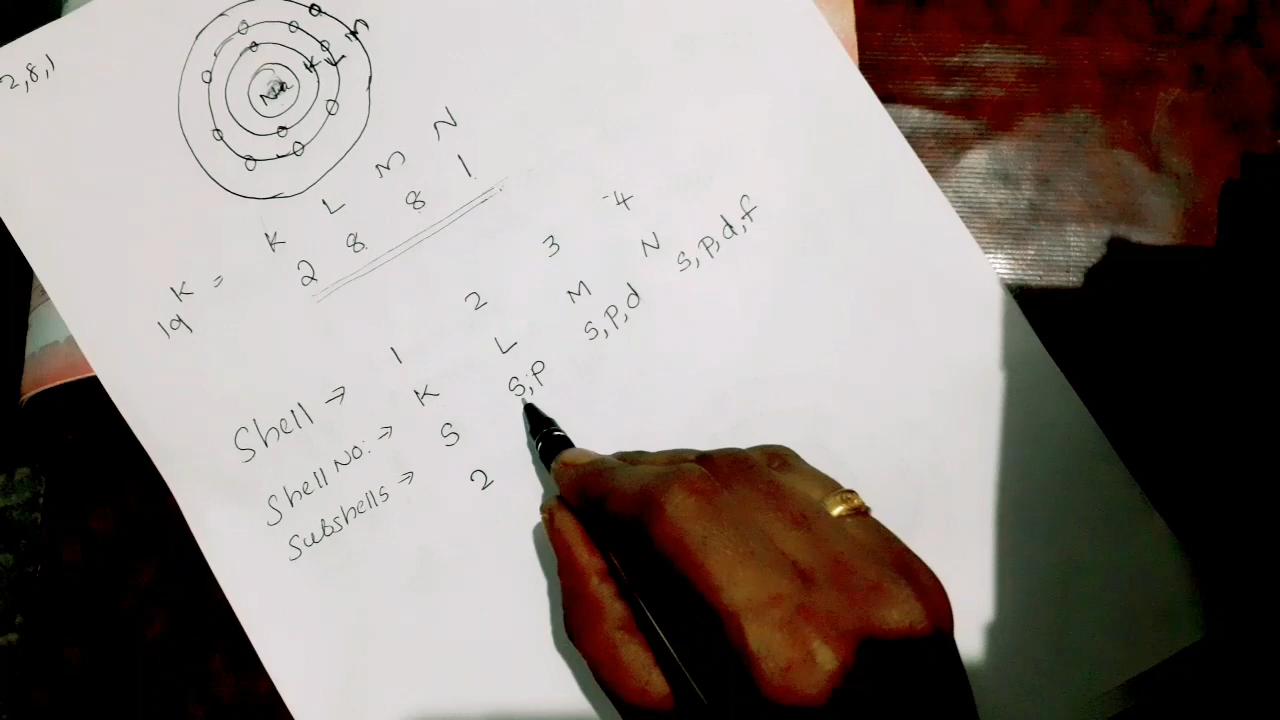 2,8,1
Na
K L M
K L M N
K = 2 8 8 1
19
Shell → 1 2 3 4
Shell No: → K L M N
Subshells → S S,P S,P,d S,P,d,f
2